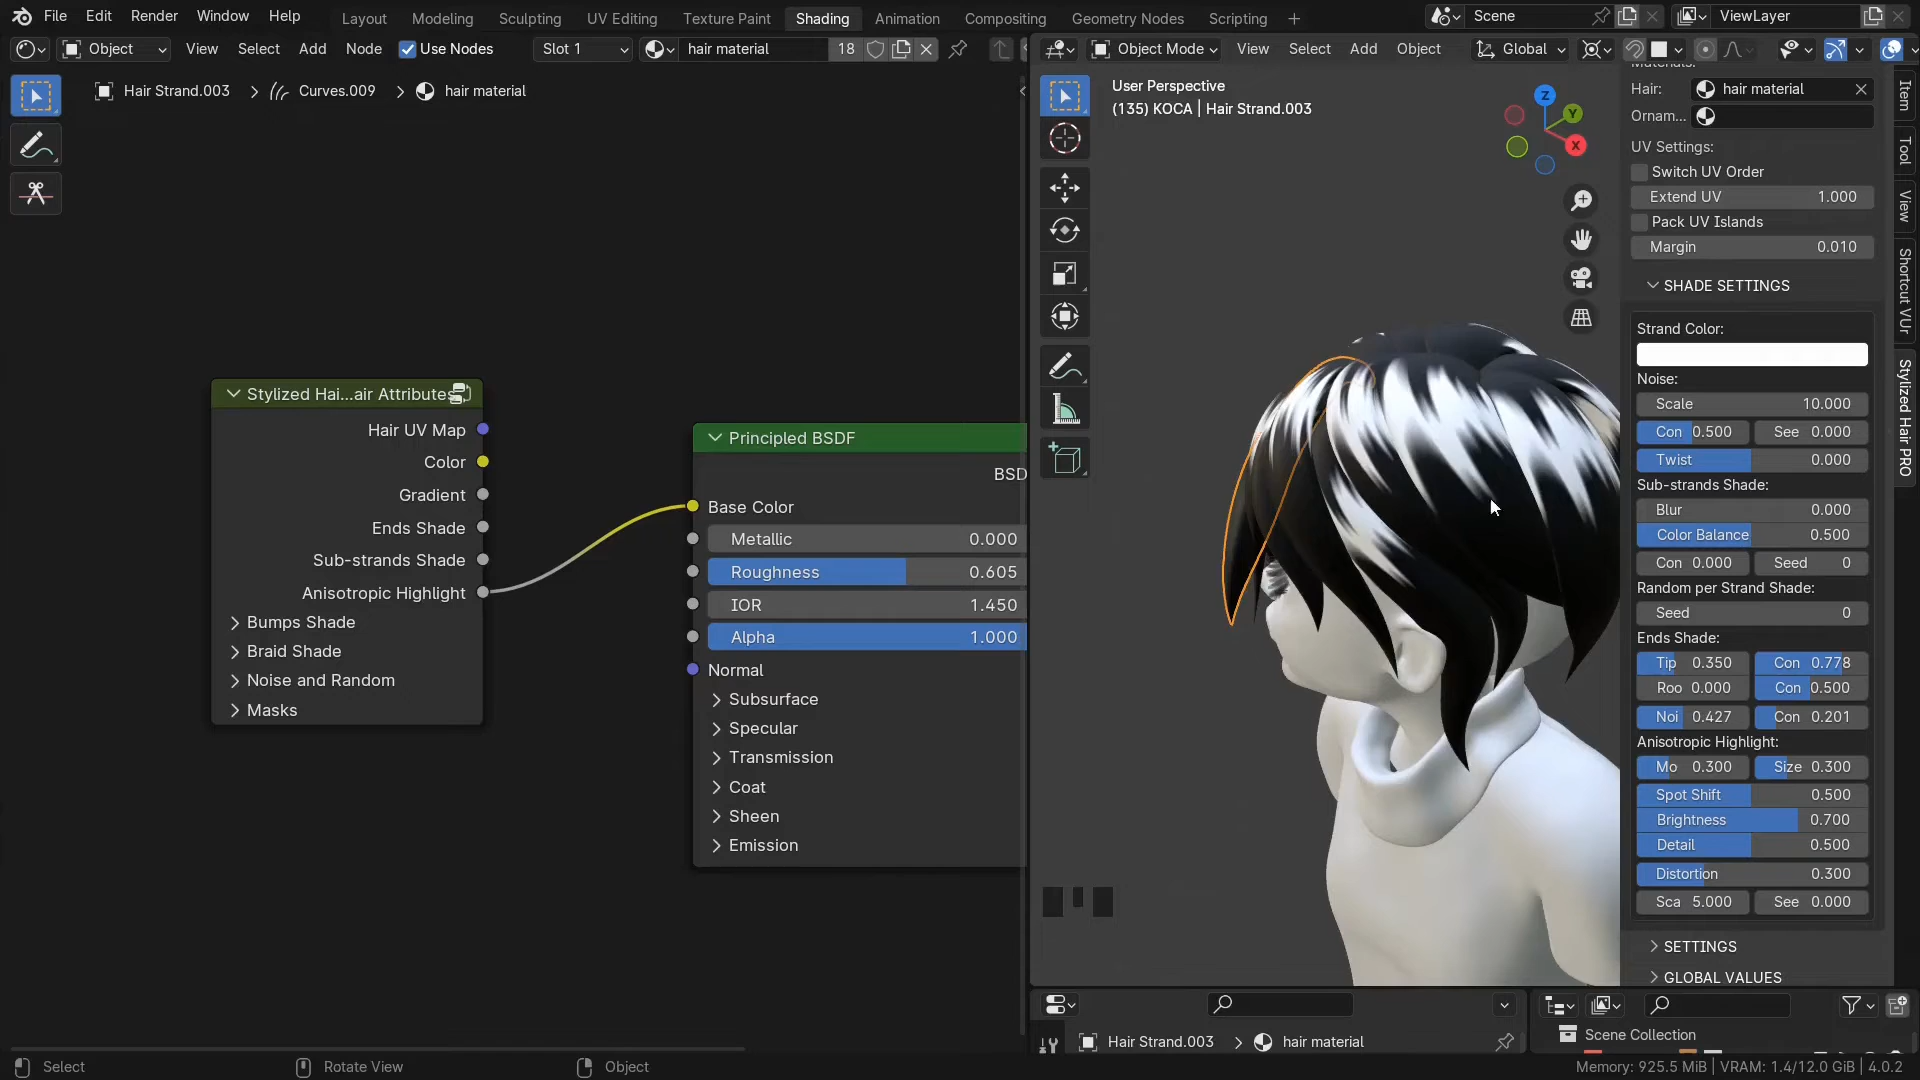 File Edit Render Window Help Layout Modeling Sculpting UV Editing Texture Paint Shading Animation Compositing Geometry Nodes Scripting + Scene ViewLayer
Object View Select Add Node Use Nodes Slot 1 hair material 18
Object Mode View Select Add Object Global
Hair Strand.003 > Curves.009 > hair material
Stylized Hai...air Attributes
Hair UV Map
Color
Gradient
Ends Shade
Sub-strands Shade
Anisotropic Highlight
Bumps Shade
Braid Shade
Noise and Random
Masks
Principled BSDF
BSD
Base Color
Metallic 0.000
Roughness 0.605
IOR 1.450
Alpha 1.000
Normal
Subsurface
Specular
Transmission
Coat
Sheen
Emission
User Perspective
(135) KOCA | Hair Strand.003
Z
Y
X
Hair: hair material
Ornam...
UV Settings:
Switch UV Order
Extend UV 1.000
Pack UV Islands
Margin 0.010
SHADE SETTINGS
Strand Color:
Noise:
Scale 10.000
Con 0.500 See 0.000
Twist 0.000
Sub-strands Shade:
Blur 0.000
Color Balance 0.500
Con 0.000 Seed 0
Random per Strand Shade:
Seed 0
Ends Shade:
Tip 0.350 Con 0.778
Roo 0.000 Con 0.500
Noi 0.427 Con 0.201
Anisotropic Highlight:
Mo 0.300 Size 0.300
Spot Shift 0.500
Brightness 0.700
Detail 0.500
Distortion 0.300
Sca 5.000 See 0.000
SETTINGS
GLOBAL VALUES
Item
Tool
View
Shortcut VUr
Stylized Hair PRO
Hair Strand.003 > hair material
Scene Collection
Select Rotate View Object Memory: 925.5 MiB | VRAM: 1.4/12.0 GiB | 4.0.2